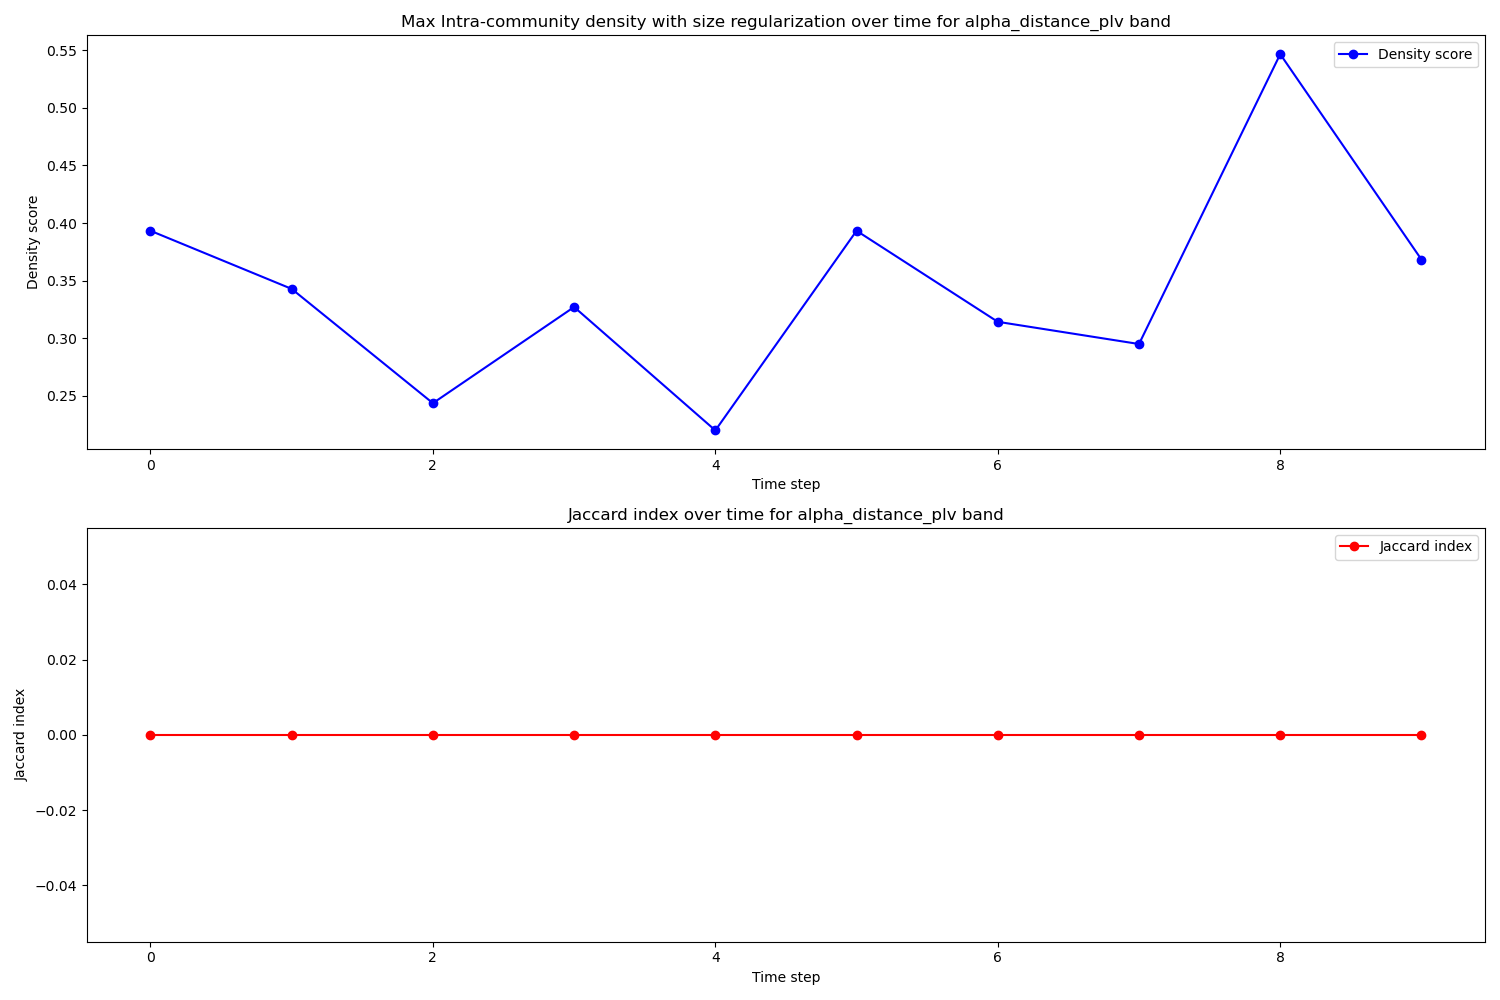 Max Intra-community density with size regularization over time for alpha_distance_plv band
Density score
0.55
0.50
0.45
0.40
0.35
0.30
0.25
Density score
0 2 4 6 8
Time step
Jaccard index over time for alpha_distance_plv band
Jaccard index
0.04
0.02
0.00
−0.02
−0.04
Jaccard index
0 2 4 6 8
Time step